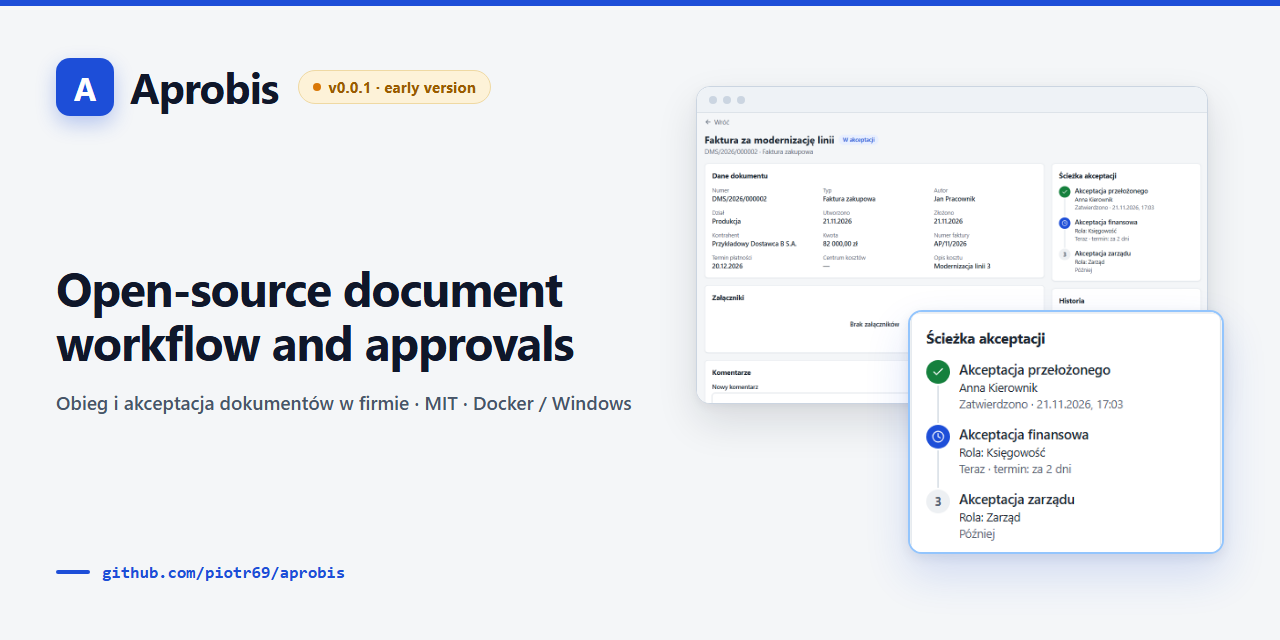 A
Aprobis
v0.0.1 · early version
Open-source document
workflow and approvals
Obieg i akceptacja dokumentów w firmie · MIT · Docker / Windows
github.com/piotr69/aprobis
← Wróć
Faktura za modernizację linii
W akceptacji
DMS/2026/000002 · Faktura zakupowa
Dane dokumentu
Numer
DMS/2026/000002
Typ
Faktura zakupowa
Autor
Jan Pracownik
Dział
Produkcja
Utworzono
21.11.2026
Złożono
21.11.2026
Kontrahent
Przykładowy Dostawca B S.A.
Kwota
82 000,00 zł
Numer faktury
AP/11/2026
Termin płatności
20.12.2026
Centrum kosztów
—
Opis kosztu
Modernizacja linii 3
Załączniki
Brak załączników
Komentarze
Nowy komentarz
Ścieżka akceptacji
Akceptacja przełożonego
Anna Kierownik
Zatwierdzono · 21.11.2026, 17:03
Akceptacja finansowa
Rola: Księgowość
Teraz · termin: za 2 dni
3
Akceptacja zarządu
Rola: Zarząd
Później
Historia
Ścieżka akceptacji
Akceptacja przełożonego
Anna Kierownik
Zatwierdzono · 21.11.2026, 17:03
Akceptacja finansowa
Rola: Księgowość
Teraz · termin: za 2 dni
3
Akceptacja zarządu
Rola: Zarząd
Później